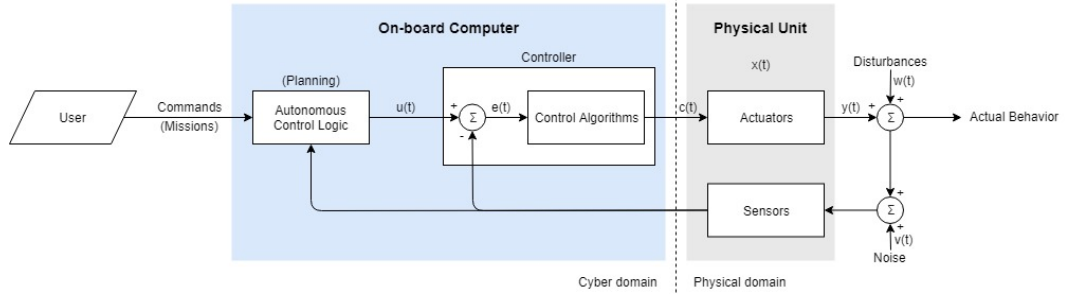 On-board Computer
Physical Unit
Controller
x(t)
Disturbances
w(t)
(Planning)
User
Commands
(Missions)
Autonomous
Control Logic
u(t)
+
Σ
-
e(t)
Control Algorithms
c(t)
Actuators
y(t)
+
+
Σ
Actual Behavior
Sensors
+
Σ
+
v(t)
Noise
Cyber domain
Physical domain